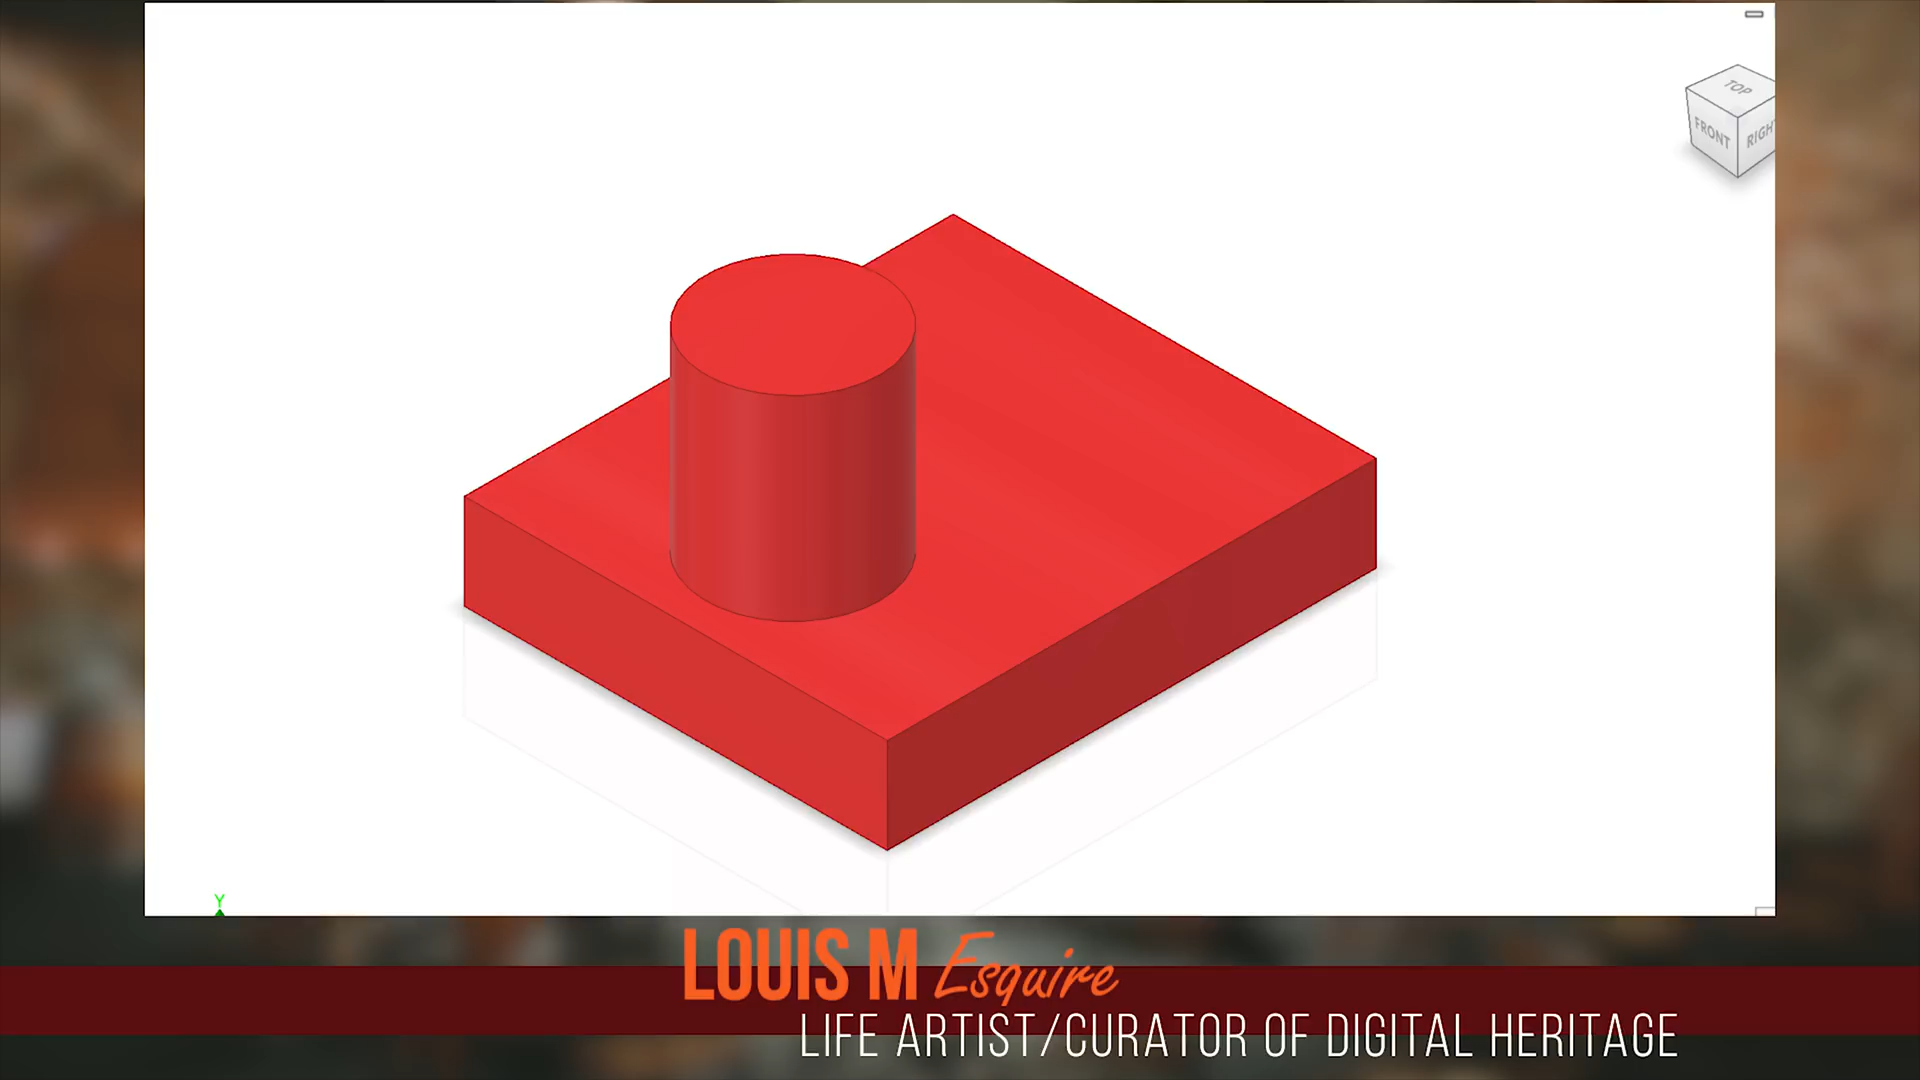 TOP
FRONT
RIGH
Y
LOUIS M Esquire
LIFE ARTIST/CURATOR OF DIGITAL HERITAGE